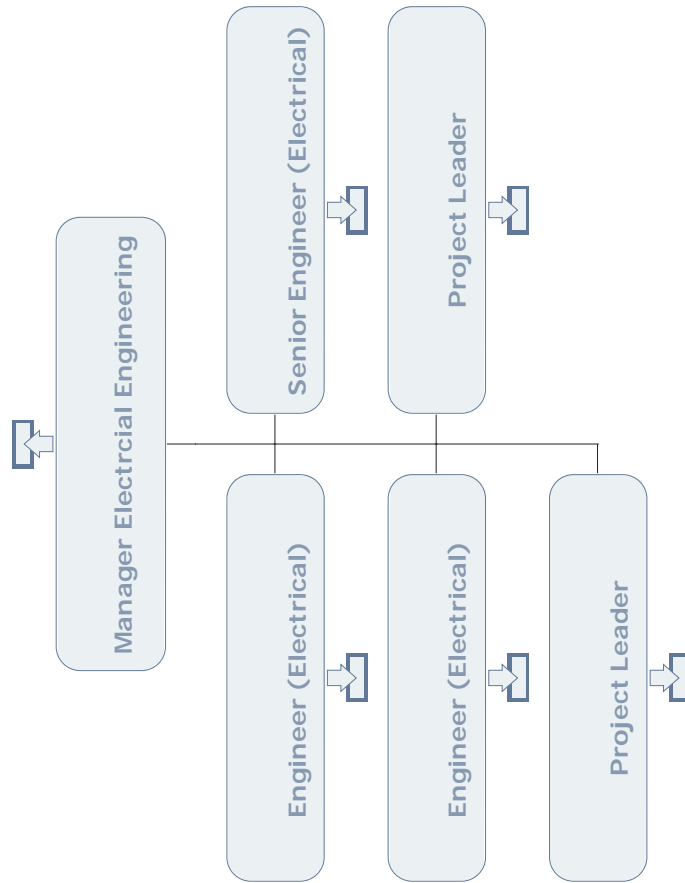 Manager Electrcial Engineering
Engineer (Electrical)
Senior Engineer (Electrical)
Engineer (Electrical)
Project Leader
Project Leader